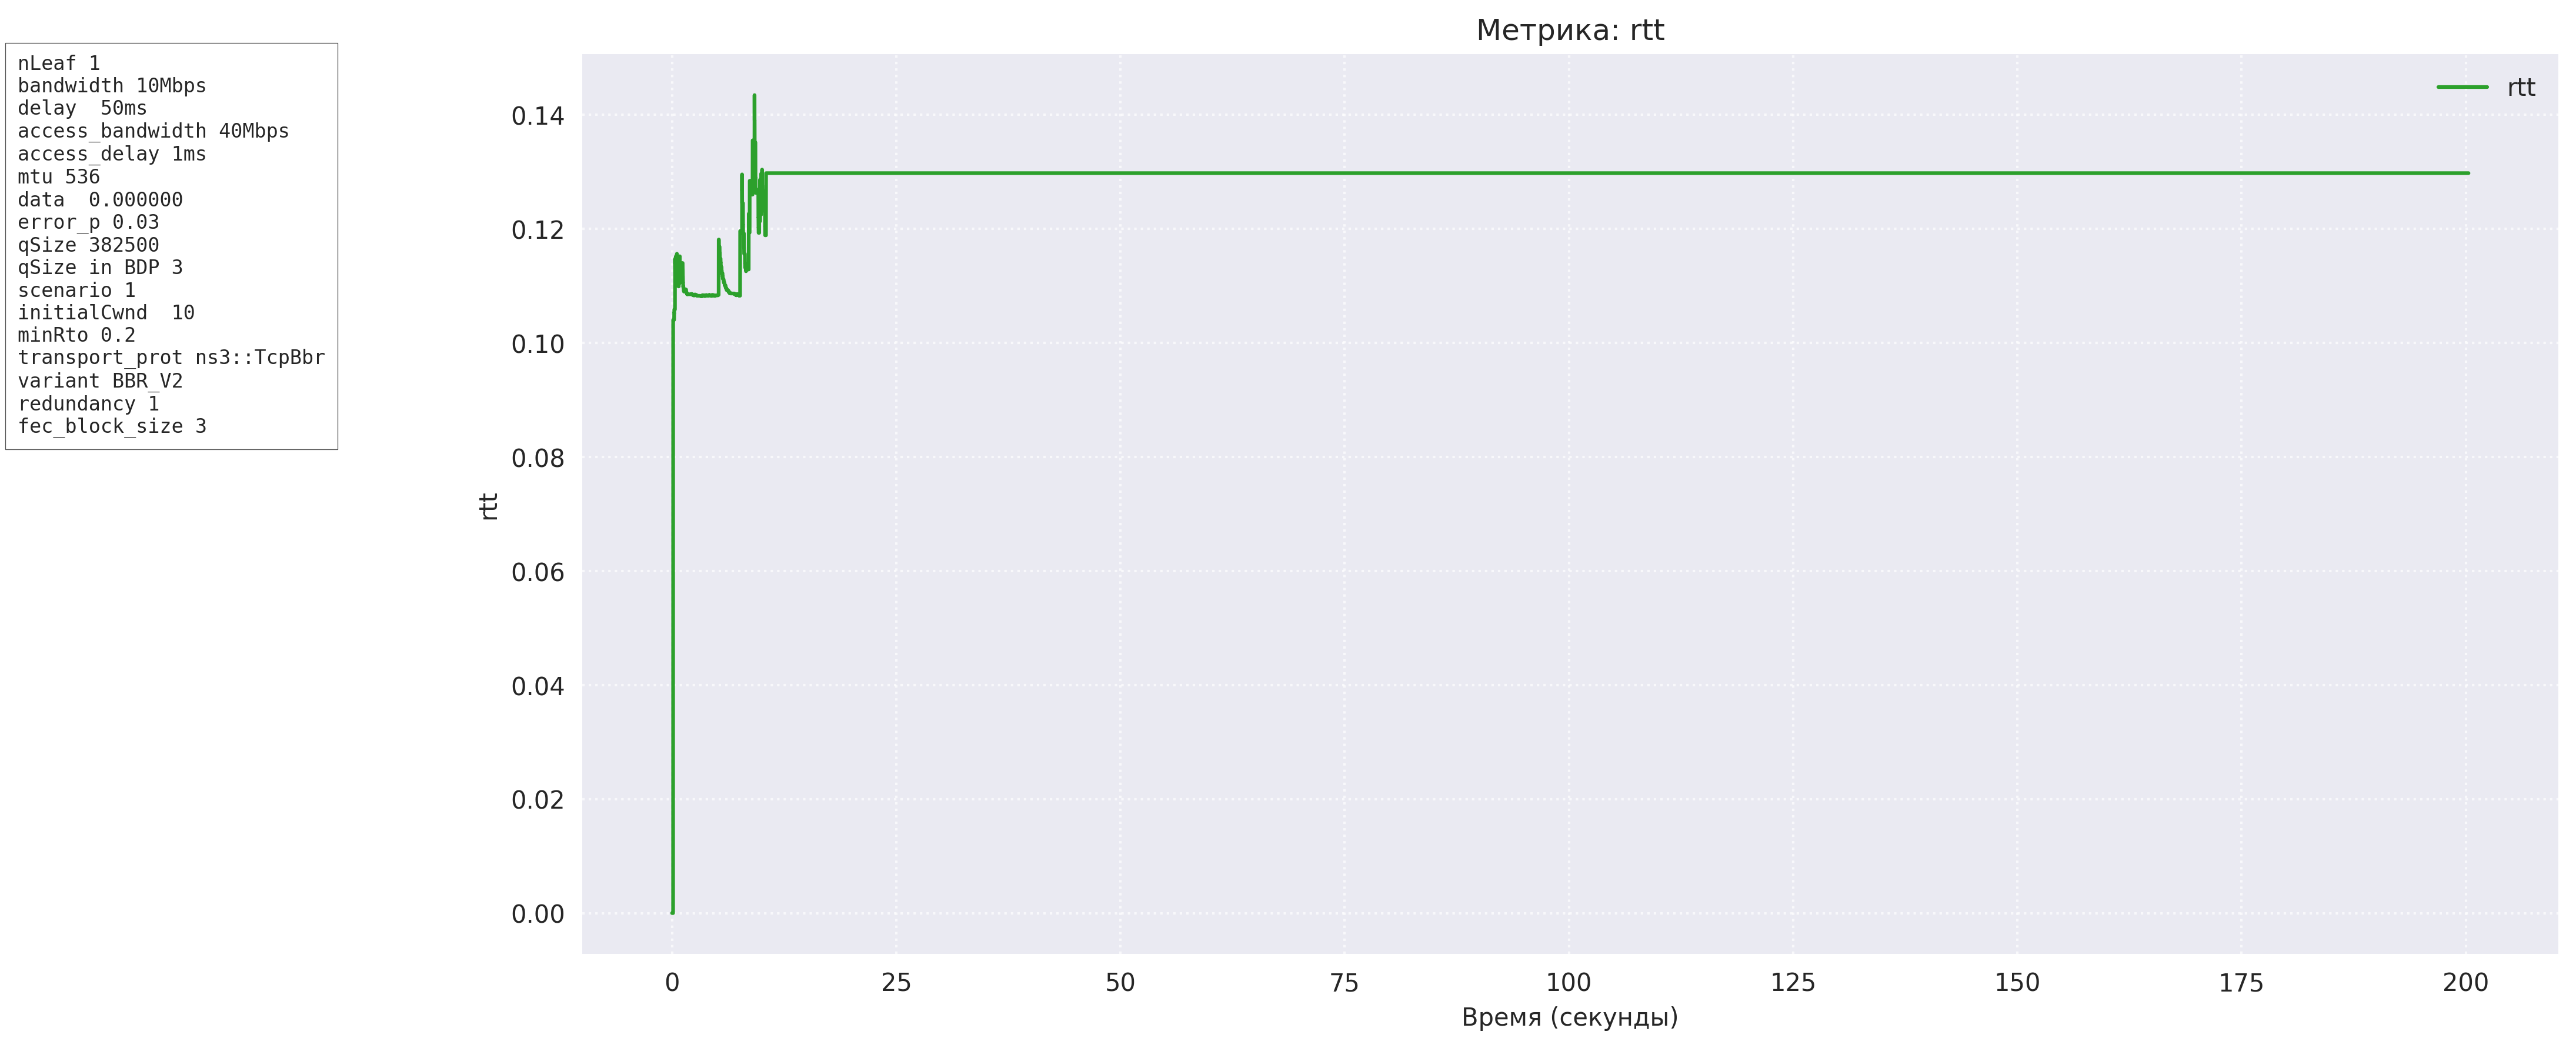 Метрика: rtt
nLeaf 1
bandwidth 10Mbps
delay  50ms
access_bandwidth 40Mbps
access_delay 1ms
mtu 536
data  0.000000
error_p 0.03
qSize 382500
qSize in BDP 3
scenario 1
initialCwnd  10
minRto 0.2
transport_prot ns3::TcpBbr
variant BBR_V2
redundancy 1
fec_block_size 3
rtt
0.14
0.12
0.10
0.08
0.06
0.04
0.02
0.00
rtt
0 25 50 75 100 125 150 175 200
Время (секунды)